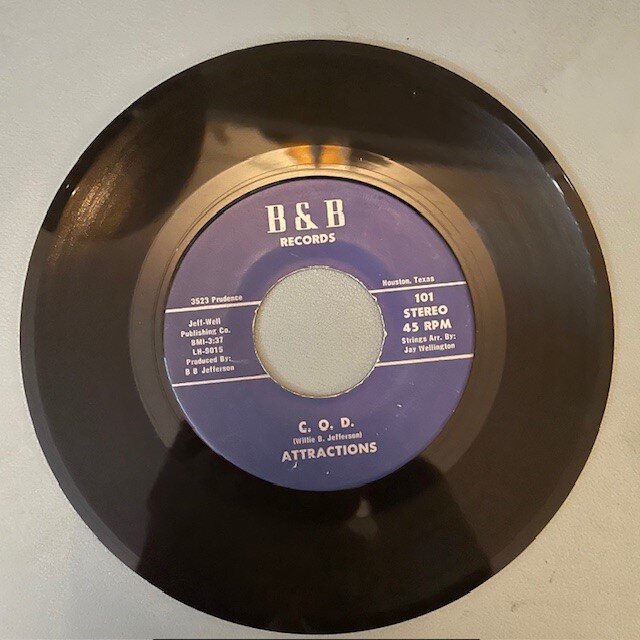 B & B
RECORDS
3523 Prudence
Houston, Texas
Jeff-Well
Publishing Co.
BMI-3:37
LH-9015
Produced By:
B B Jefferson
101
STEREO
45 RPM
Strings Arr. By:
Jay Wellington
C. O. D.
(Willie B. Jefferson)
ATTRACTIONS